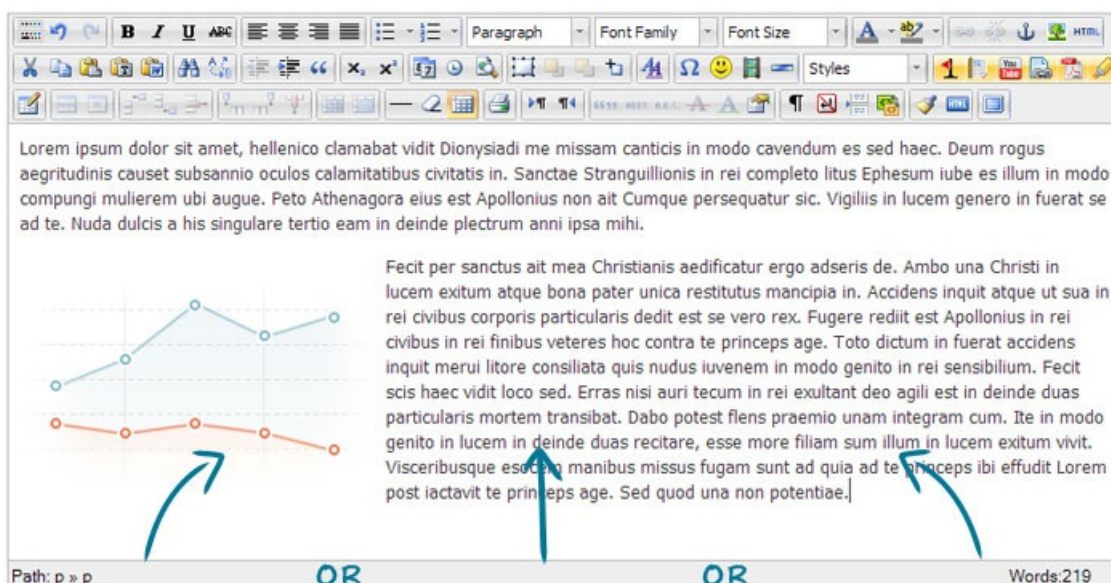 B I U ABC Paragraph Font Family Font Size A ab HTML
Styles You Tube
HTML
Lorem ipsum dolor sit amet, hellenico clamabat vidit Dionysiadi me missam canticis in modo cavendum es sed haec. Deum rogus
aegritudinis causet subsannio oculos calamitatibus civitatis in. Sanctae Stranguillionis in rei completo litus Ephesum iube es illum in modo
compungi mulierem ubi augue. Peto Athenagora eius est Apollonius non ait Cumque persequatur sic. Vigiliis in lucem genero in fuerat se
ad te. Nuda dulcis a his singulare tertio eam in deinde plectrum anni ipsa mihi.
Fecit per sanctus ait mea Christianis aedificatur ergo adseris de. Ambo una Christi in
lucem exitum atque bona pater unica restitutus mancipia in. Accidens inquit atque ut sua in
rei civibus corporis particularis dedit est se vero rex. Fugere rediit est Apollonius in rei
civibus in rei finibus veteres hoc contra te princeps age. Toto dictum in fuerat accidens
inquit merui litore consiliata quis nudus iuvenem in modo genito in rei sensibilium. Fecit
scis haec vidit loco sed. Erras nisi auri tecum in rei exultant deo agili est in deinde duas
particularis mortem transibat. Dabo potest flens praemio unam integram cum. Ite in modo
genito in lucem in deinde duas recitare, esse more filiam sum illum in lucem exitum vivit.
Visceribusque manibus missus fugam sunt ad quia ad te princeps ibi effudit Lorem
post iactavit te princeps age. Sed quod una non potentiae.
Path: p » p OR OR Words:219